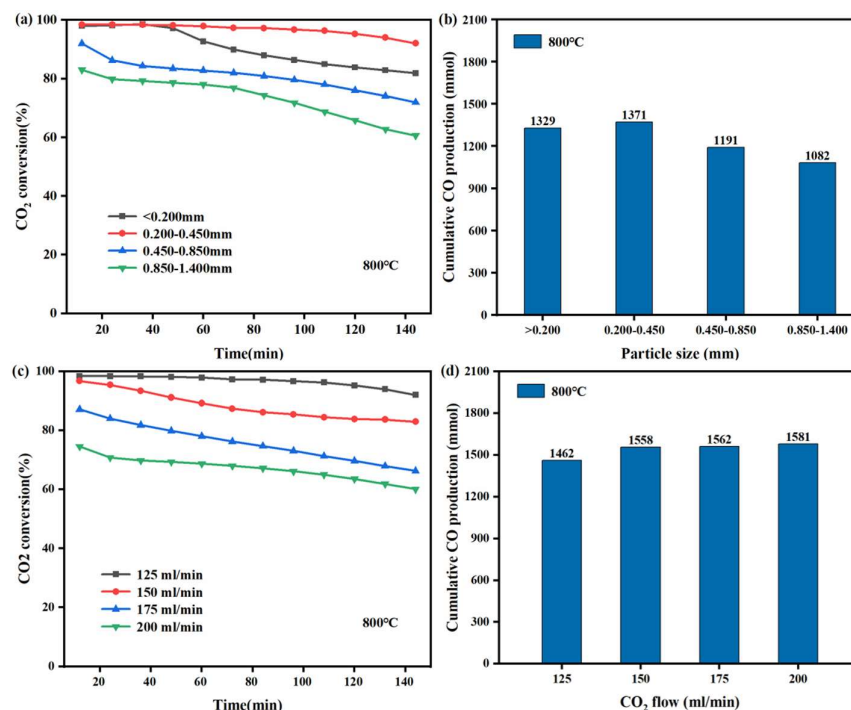 (a)
100
80
60
40
20
0
CO₂ conversion(%)
<0.200mm
0.200-0.450mm
0.450-0.850mm
0.850-1.400mm
800℃
20 40 60 80 100 120 140
Time(min)
(b)
1800
1500
1200
900
600
300
0
Cumulative CO production (mmol)
800℃
1329
1371
1191
1082
>0.200 0.200-0.450 0.450-0.850 0.850-1.400
Particle size (mm)
(c)
100
80
60
40
20
0
CO2 conversion(%)
125 ml/min
150 ml/min
175 ml/min
200 ml/min
800℃
20 40 60 80 100 120 140
Time(min)
(d)
2100
1800
1500
1200
900
600
300
0
Cumulative CO production (mmol)
800℃
1462
1558
1562
1581
125 150 175 200
CO₂ flow (ml/min)